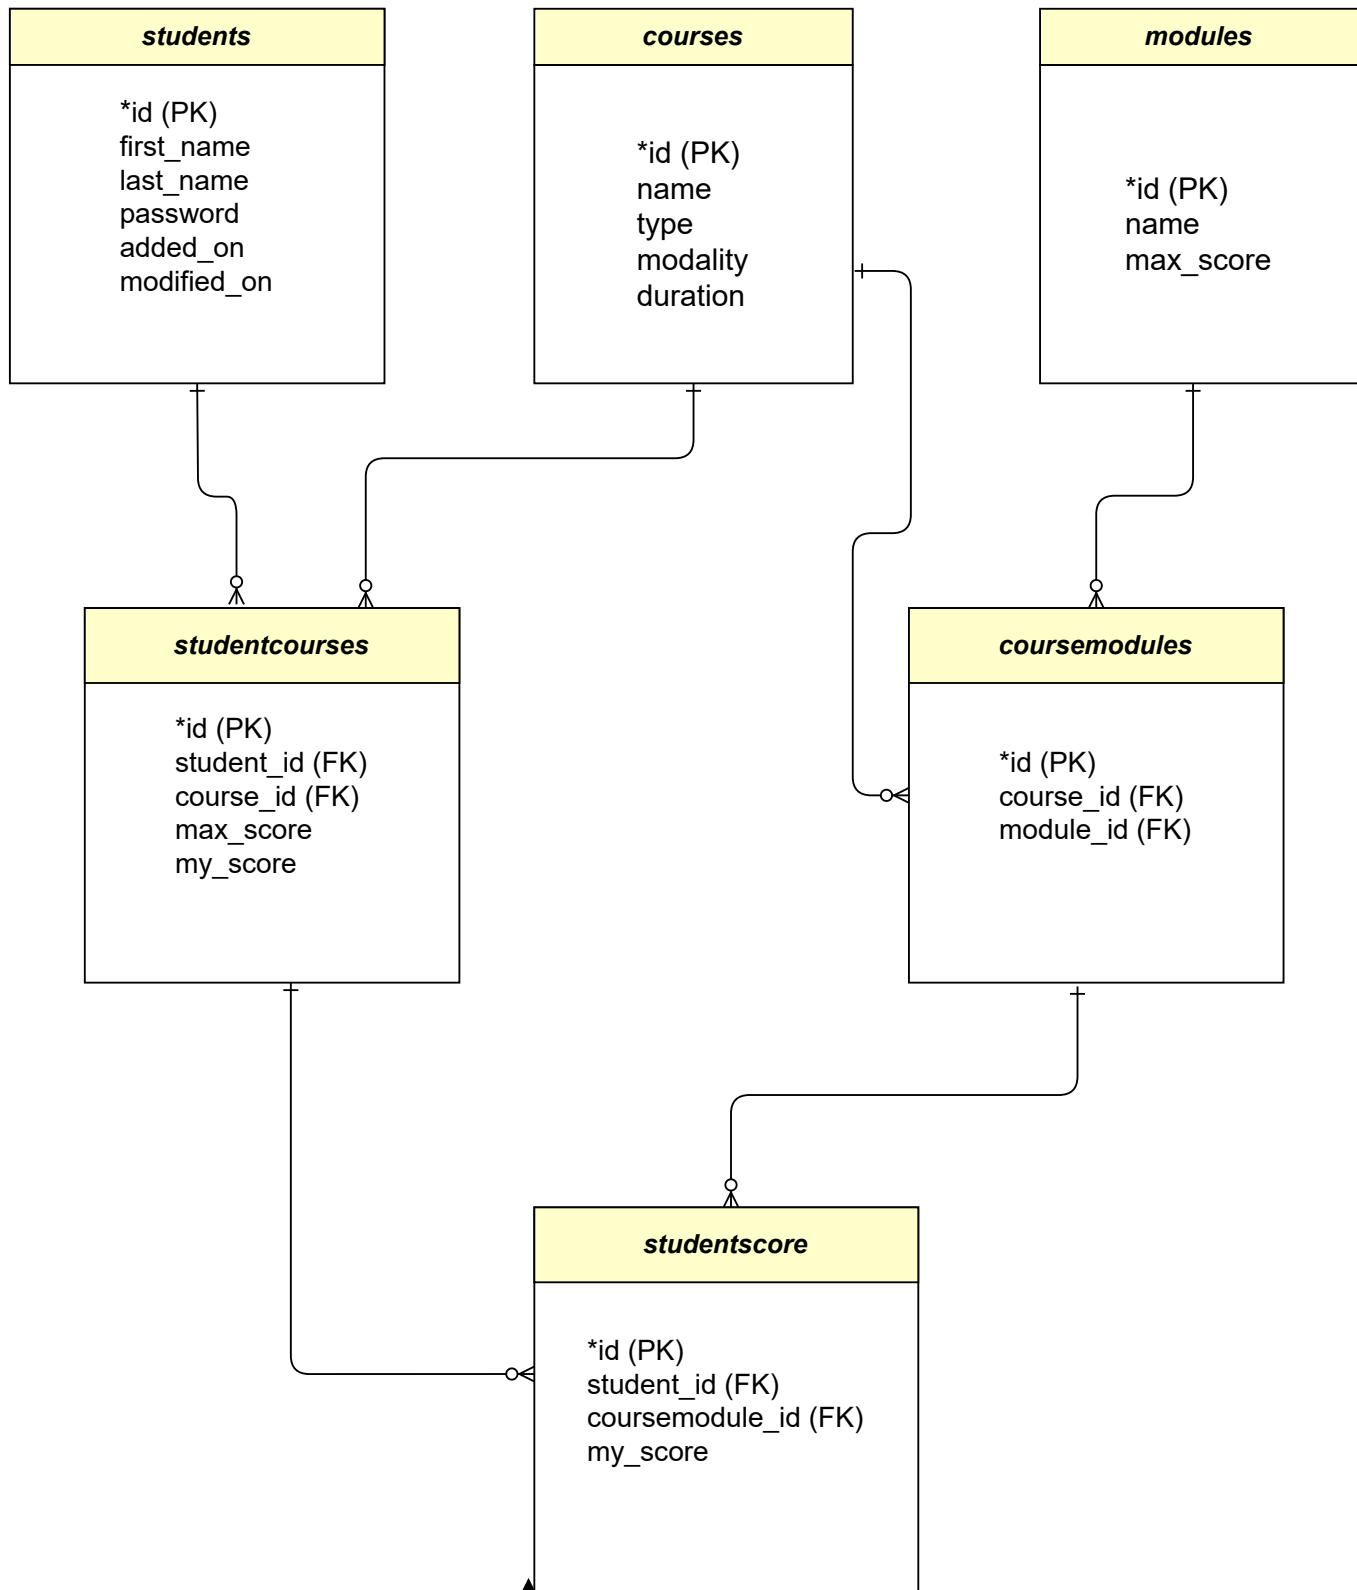 students
*id (PK)
first_name
last_name
password
added_on
modified_on
courses
*id (PK)
name
type
modality
duration
modules
*id (PK)
name
max_score
studentcourses
*id (PK)
student_id (FK)
course_id (FK)
max_score
my_score
coursemodules
*id (PK)
course_id (FK)
module_id (FK)
studentscore
*id (PK)
student_id (FK)
coursemodule_id (FK)
my_score